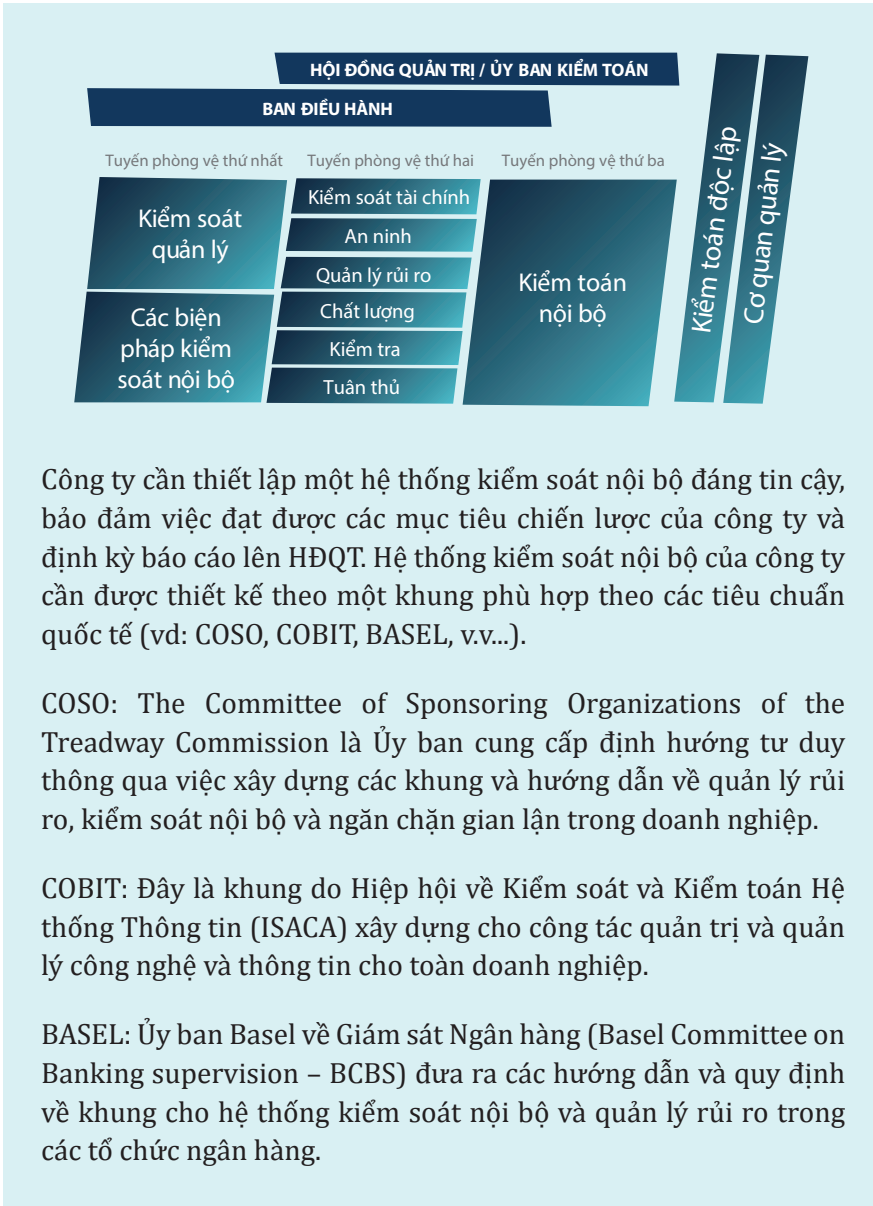 HỘI ĐỒNG QUẢN TRỊ / ỦY BAN KIỂM TOÁN
BAN ĐIỀU HÀNH
Tuyến phòng vệ thứ nhất
Tuyến phòng vệ thứ hai
Tuyến phòng vệ thứ ba
Kiểm soát
quản lý
Các biện
pháp kiểm
soát nội bộ
Kiểm soát tài chính
An ninh
Quản lý rủi ro
Chất lượng
Kiểm tra
Tuân thủ
Kiểm toán
nội bộ
Kiểm toán độc lập
Cơ quan quản lý
Công ty cần thiết lập một hệ thống kiểm soát nội bộ đáng tin cậy,
bảo đảm việc đạt được các mục tiêu chiến lược của công ty và
định kỳ báo cáo lên HĐQT. Hệ thống kiểm soát nội bộ của công ty
cần được thiết kế theo một khung phù hợp theo các tiêu chuẩn
quốc tế (vd: COSO, COBIT, BASEL, v.v...).
COSO: The Committee of Sponsoring Organizations of the
Treadway Commission là Ủy ban cung cấp định hướng tư duy
thông qua việc xây dựng các khung và hướng dẫn về quản lý rủi
ro, kiểm soát nội bộ và ngăn chặn gian lận trong doanh nghiệp.
COBIT: Đây là khung do Hiệp hội về Kiểm soát và Kiểm toán Hệ
thống Thông tin (ISACA) xây dựng cho công tác quản trị và quản
lý công nghệ và thông tin cho toàn doanh nghiệp.
BASEL: Ủy ban Basel về Giám sát Ngân hàng (Basel Committee on
Banking supervision – BCBS) đưa ra các hướng dẫn và quy định
về khung cho hệ thống kiểm soát nội bộ và quản lý rủi ro trong
các tổ chức ngân hàng.